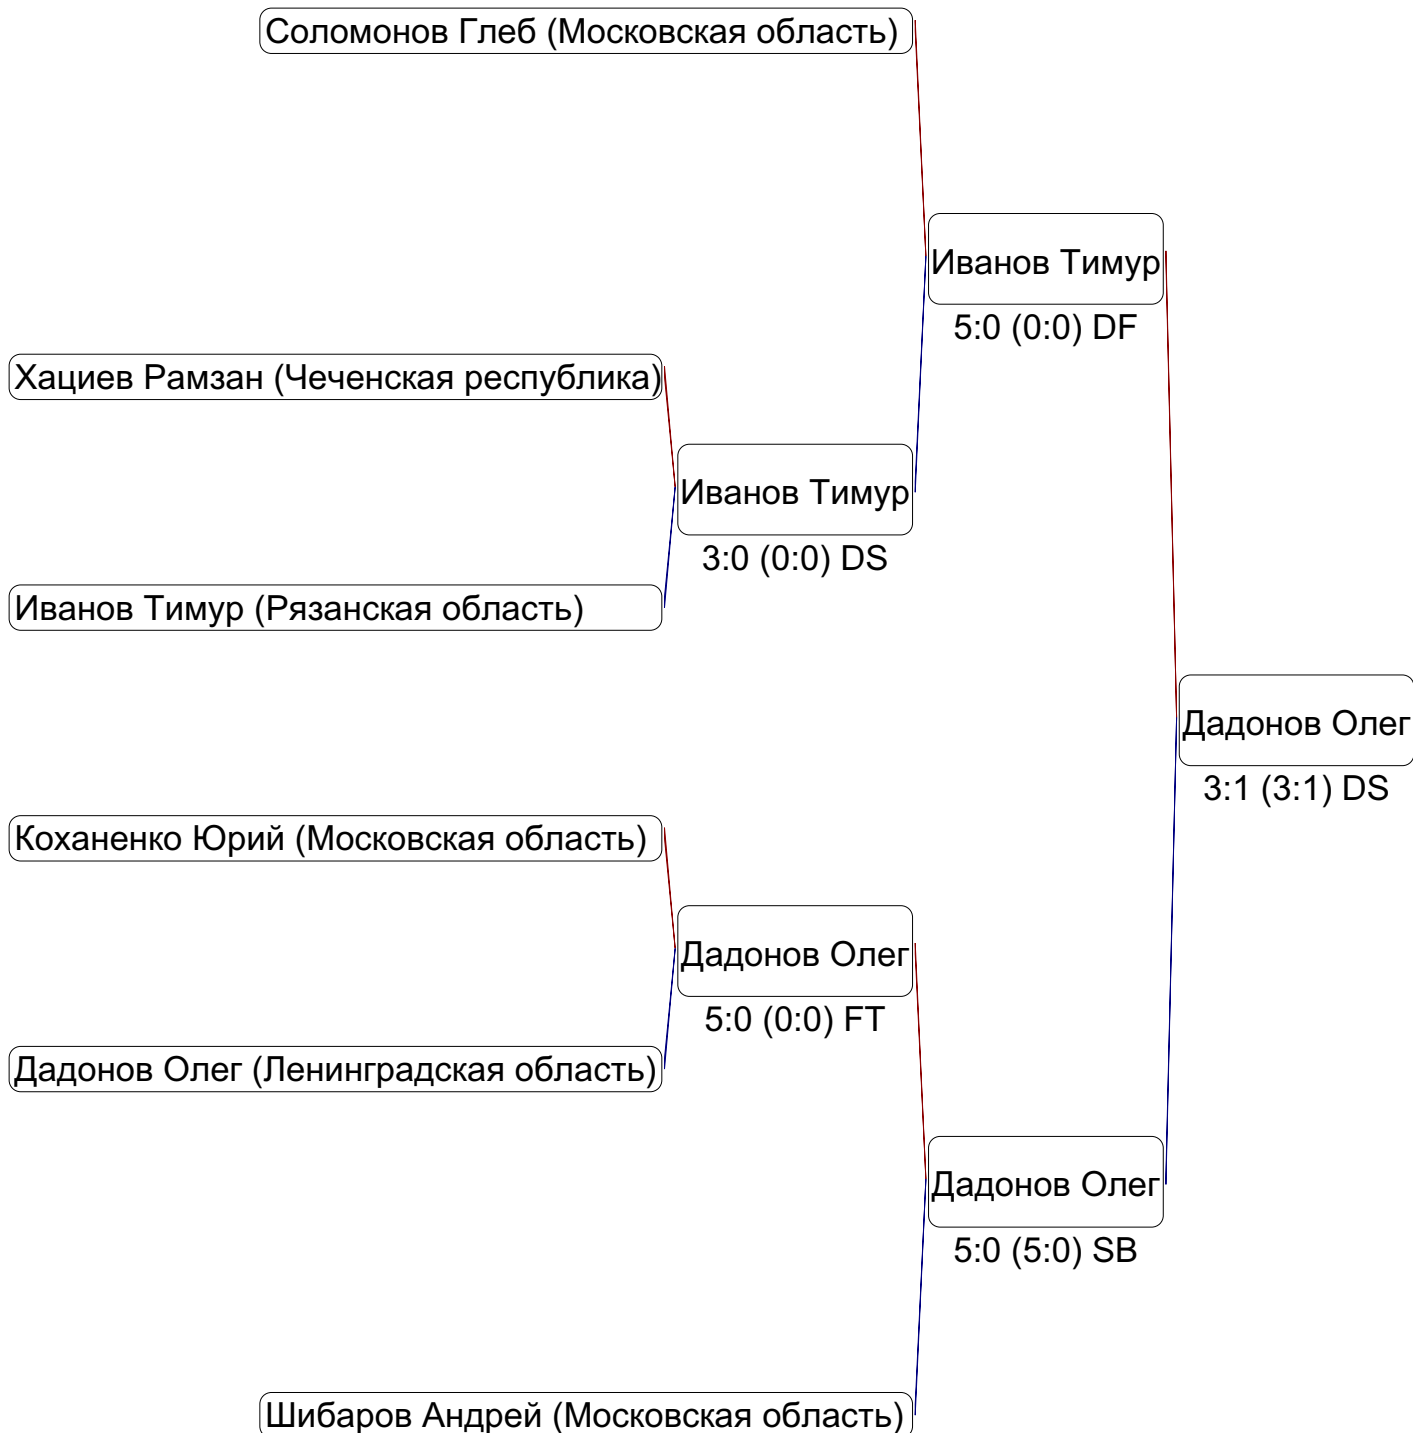 Соломонов Глеб (Московская область)
Иванов Тимур
5:0 (0:0) DF
Хациев Рамзан (Чеченская республика)
Иванов Тимур
3:0 (0:0) DS
Иванов Тимур (Рязанская область)
Дадонов Олег
3:1 (3:1) DS
Коханенко Юрий (Московская область)
Дадонов Олег
5:0 (0:0) FT
Дадонов Олег (Ленинградская область)
Дадонов Олег
5:0 (5:0) SB
Шибаров Андрей (Московская область)